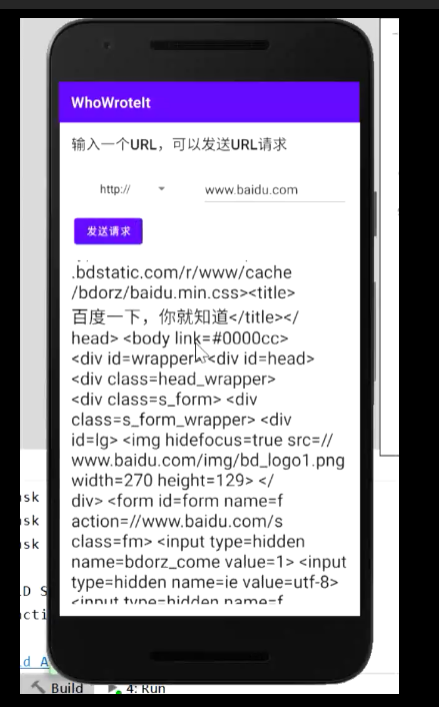 WhoWroteIt
输入一个URL，可以发送URL请求
http://
www.baidu.com
发送请求
.bdstatic.com/r/www/cache
/bdorz/baidu.min.css><title>
百度一下，你就知道</title></
head> <body link=#0000cc>
<div id=wrapper> <div id=head>
<div class=head_wrapper>
<div class=s_form> <div
class=s_form_wrapper> <div
id=lg> <img hidefocus=true src=//
www.baidu.com/img/bd_logo1.png
width=270 height=129> </
div> <form id=form name=f
action=//www.baidu.com/s
class=fm> <input type=hidden
name=bdorz_come value=1> <input
type=hidden name=ie value=utf-8>
<input type=hidden name=f
ask
ask
ask
D S
acti
d A
Build
4: Run